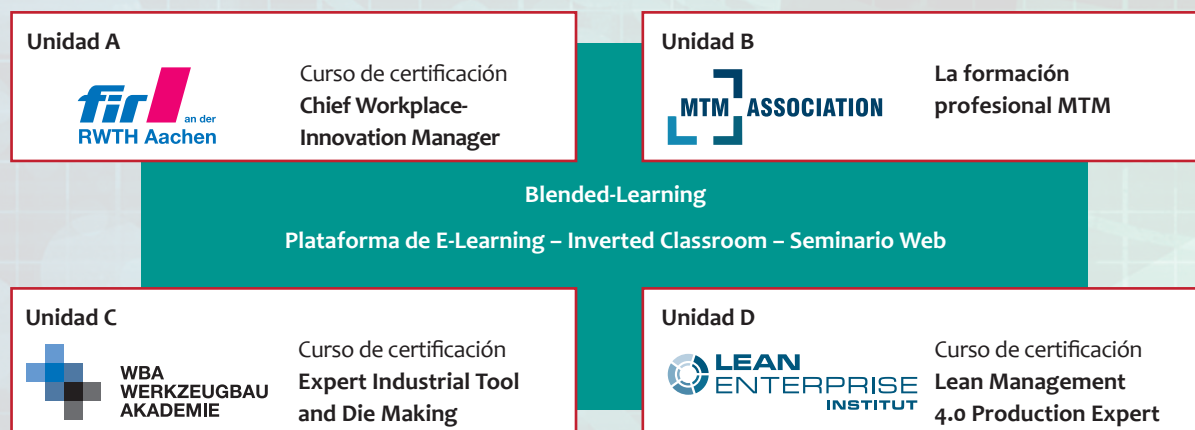 Unidad A
fir an der
RWTH Aachen
Curso de certificación
Chief Workplace-
Innovation Manager
Unidad B
MTM ASSOCIATION
La formación
profesional MTM
Blended-Learning
Plataforma de E-Learning – Inverted Classroom – Seminario Web
Unidad C
WBA
WERKZEUGBAU
AKADEMIE
Curso de certificación
Expert Industrial Tool
and Die Making
Unidad D
LEAN
ENTERPRISE
INSTITUT
Curso de certificación
Lean Management
4.0 Production Expert